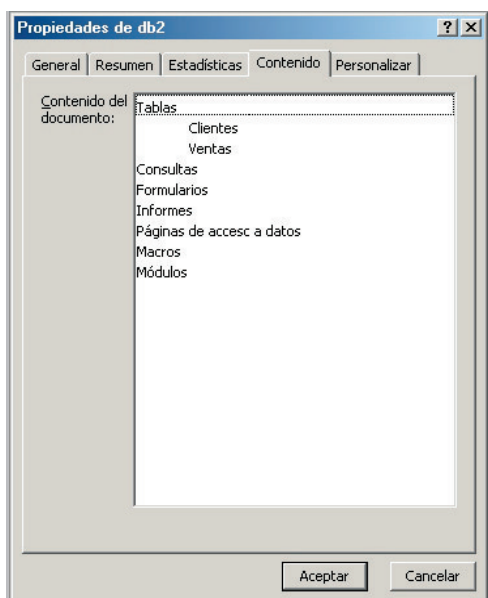 Propiedades de db2
General Resumen Estadísticas Contenido Personalizar
Contenido del documento:
Tablas
Clientes
Ventas
Consultas
Formularios
Informes
Páginas de accesc a datos
Macros
Módulos
Aceptar Cancelar